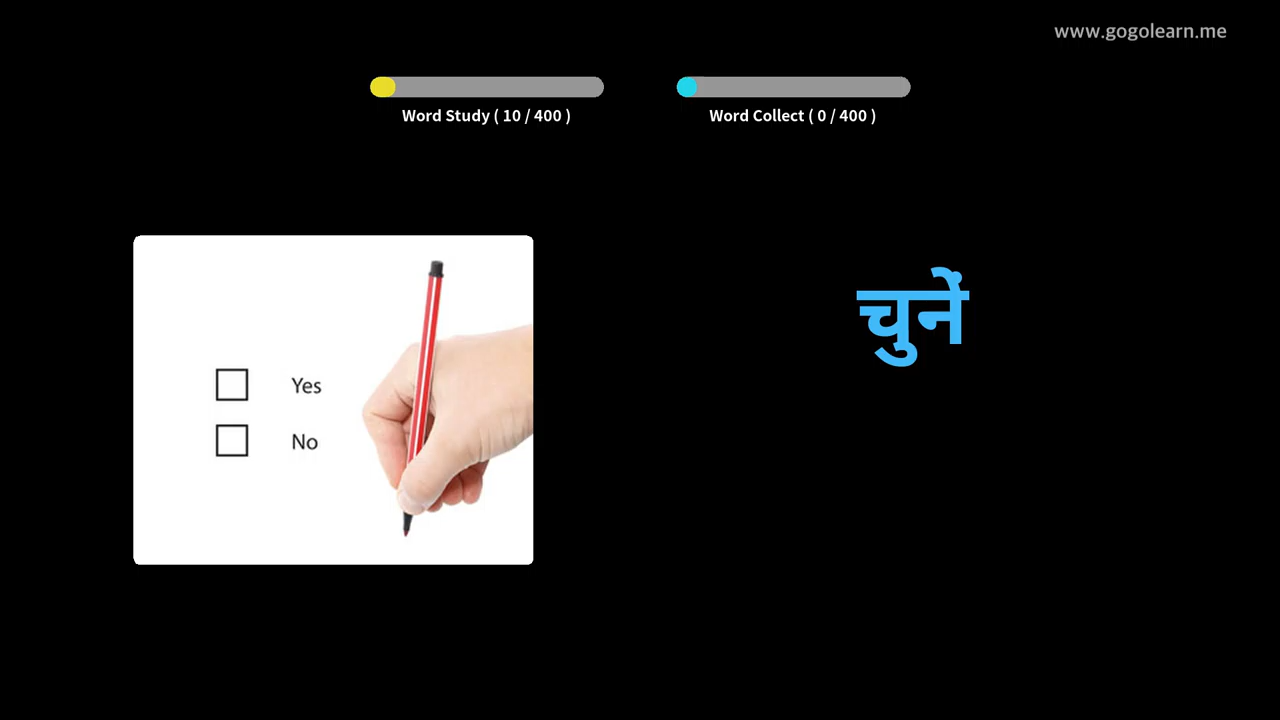 www.gogolearn.me
Word Study ( 10 / 400 )
Word Collect ( 0 / 400 )
चुनें
Yes
No